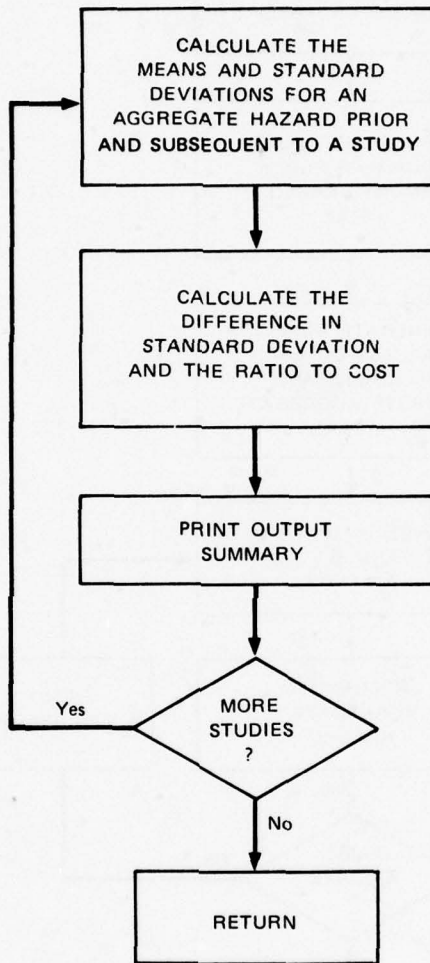 CALCULATE THE
MEANS AND STANDARD
DEVIATIONS FOR AN
AGGREGATE HAZARD PRIOR
AND SUBSEQUENT TO A STUDY
CALCULATE THE
DIFFERENCE IN
STANDARD DEVIATION
AND THE RATIO TO COST
PRINT OUTPUT
SUMMARY
MORE
STUDIES
?
Yes
No
RETURN